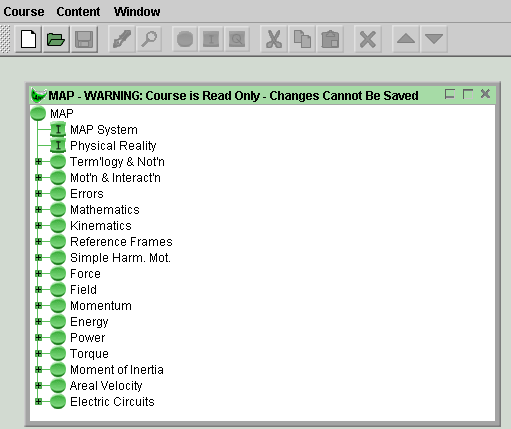 Course Content Window
MAP - WARNING: Course is Read Only - Changes Cannot Be Saved
MAP
I MAP System
I Physical Reality
Term'logy & Not'n
Mot'n & Interact'n
Errors
Mathematics
Kinematics
Reference Frames
Simple Harm. Mot.
Force
Field
Momentum
Energy
Power
Torque
Moment of Inertia
Areal Velocity
Electric Circuits